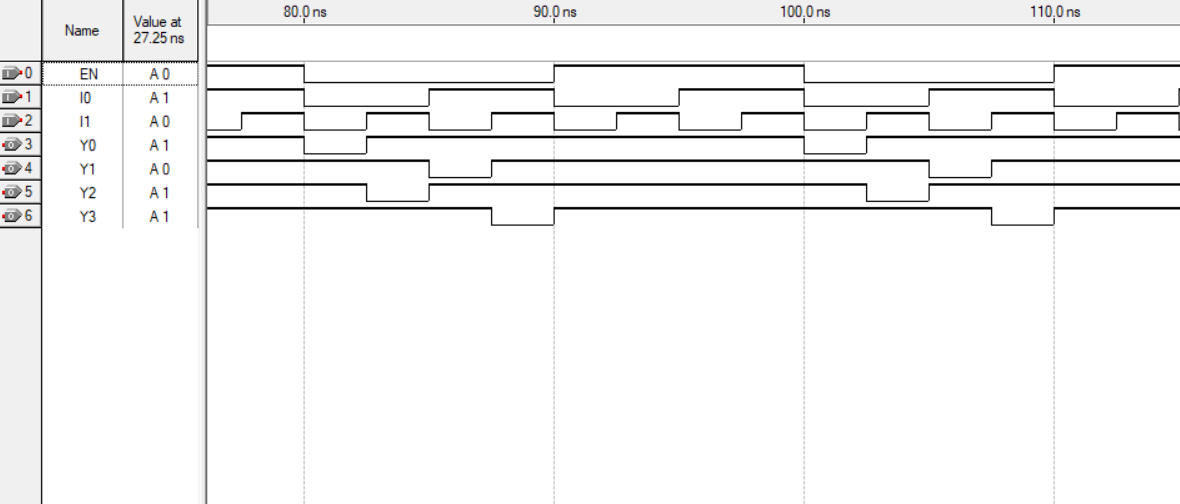 Name Value at 27.25 ns 80.0 ns 90.0 ns 100.0 ns 110.0 ns
0 EN A 0
1 I0 A 1
2 I1 A 0
3 Y0 A 1
4 Y1 A 0
5 Y2 A 1
6 Y3 A 1